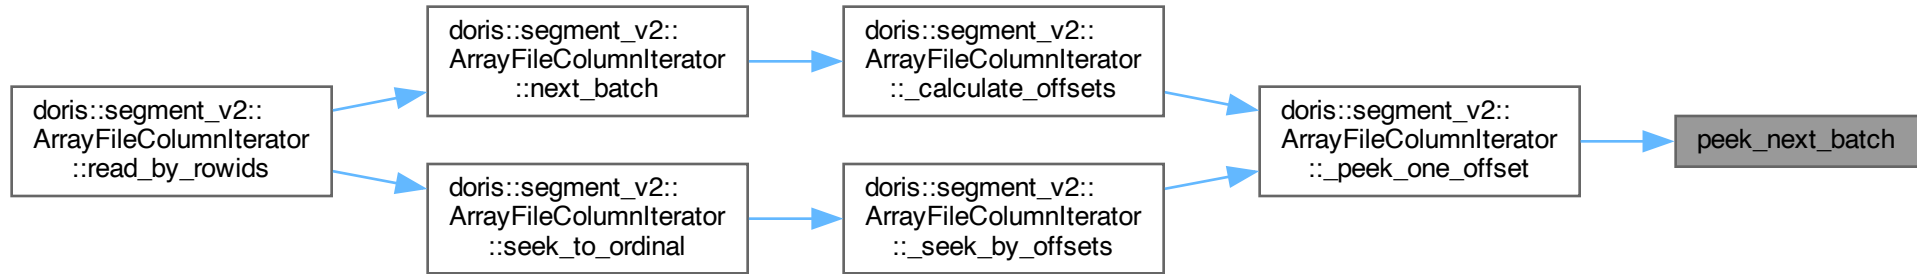 doris::segment_v2::
ArrayFileColumnIterator
::read_by_rowids
doris::segment_v2::
ArrayFileColumnIterator
::next_batch
doris::segment_v2::
ArrayFileColumnIterator
::seek_to_ordinal
doris::segment_v2::
ArrayFileColumnIterator
::_calculate_offsets
doris::segment_v2::
ArrayFileColumnIterator
::_seek_by_offsets
doris::segment_v2::
ArrayFileColumnIterator
::_peek_one_offset
peek_next_batch